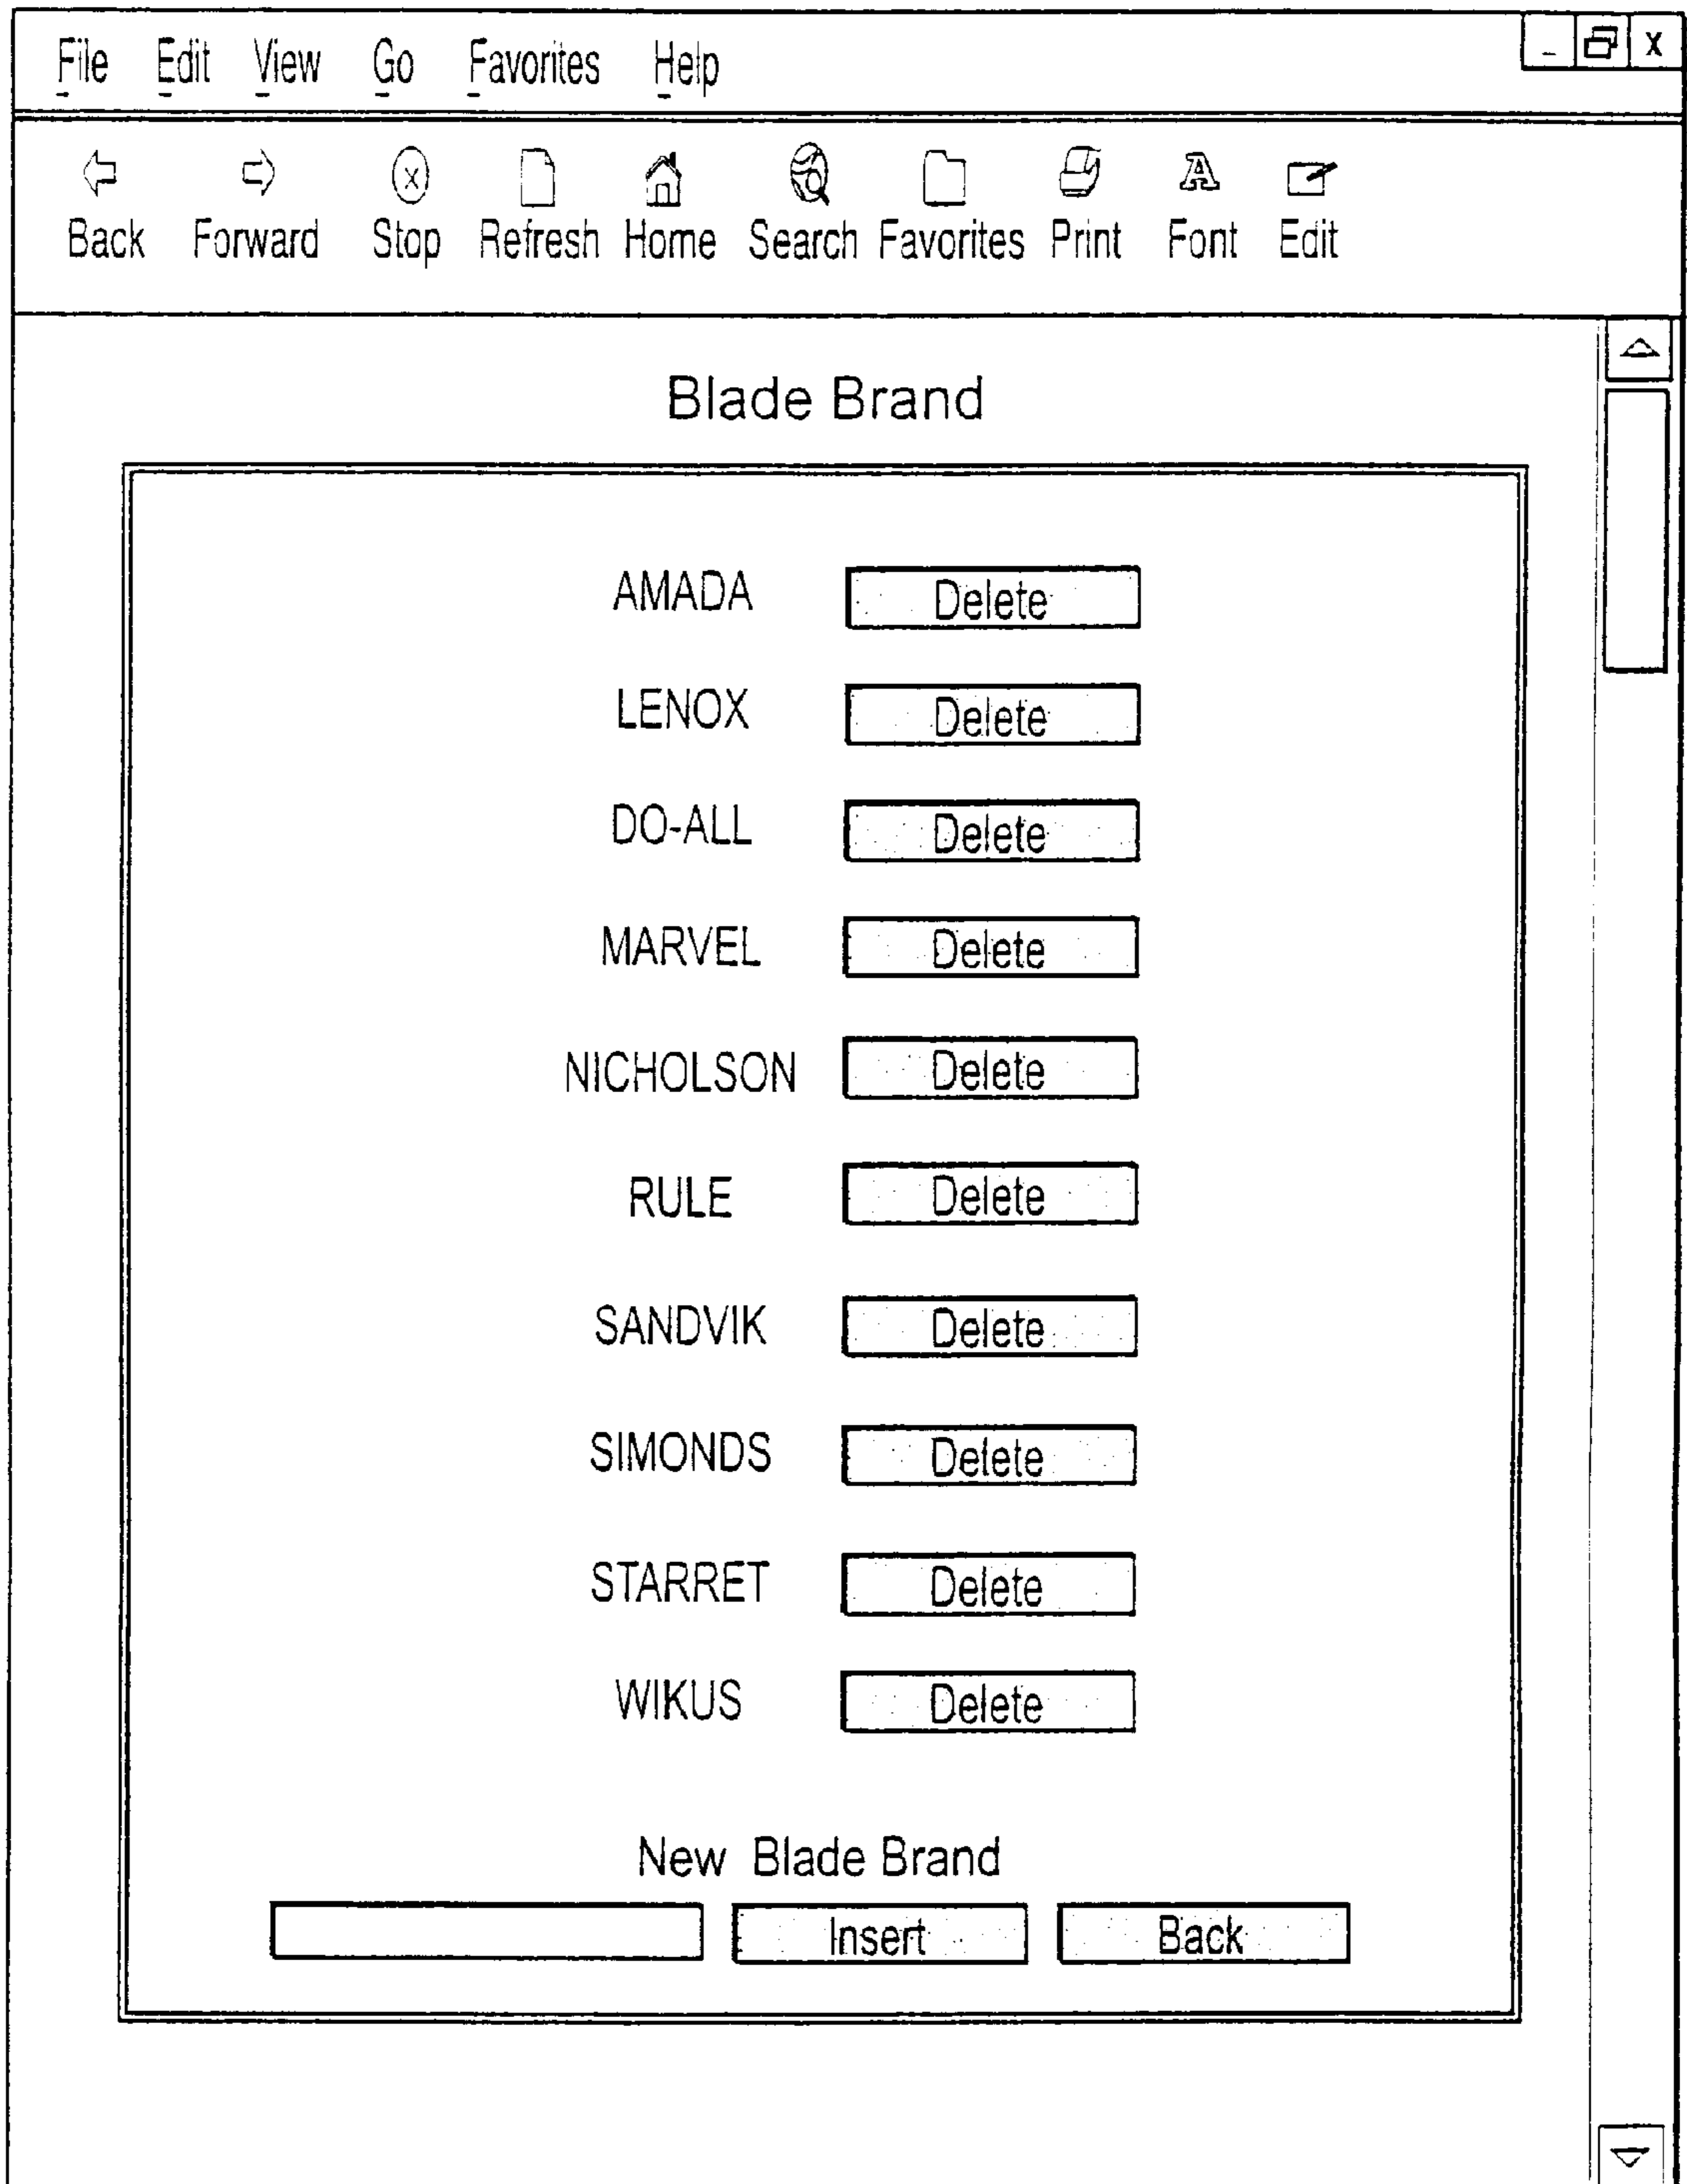 File Edit View Go Favorites Help
Back Forward Stop Refresh Home Search Favorites Print Font Edit
Blade Brand
AMADA Delete
LENOX Delete
DO-ALL Delete
MARVEL Delete
NICHOLSON Delete
RULE Delete
SANDVIK Delete
SIMONDS Delete
STARRET Delete
WIKUS Delete
New Blade Brand
Insert Back